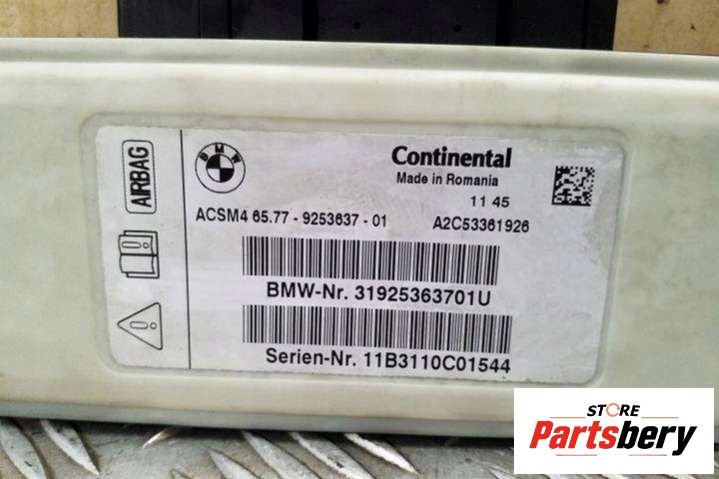 AIRBAG
BMW
Continental
Made in Romania
11 45
ACSM4 65.77 - 9253637 - 01 A2C53361926
BMW-Nr. 31925363701U
Serien-Nr. 11B3110C01544
STORE
Partsbery